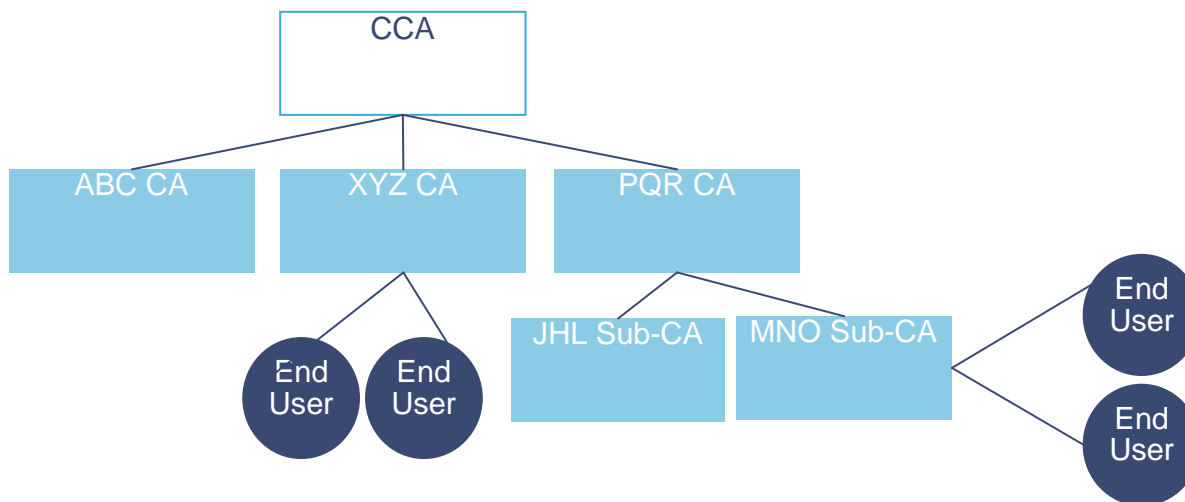 CCA
ABC CA
XYZ CA
PQR CA
JHL Sub-CA
MNO Sub-CA
End
User
End
User
End
User
End
User